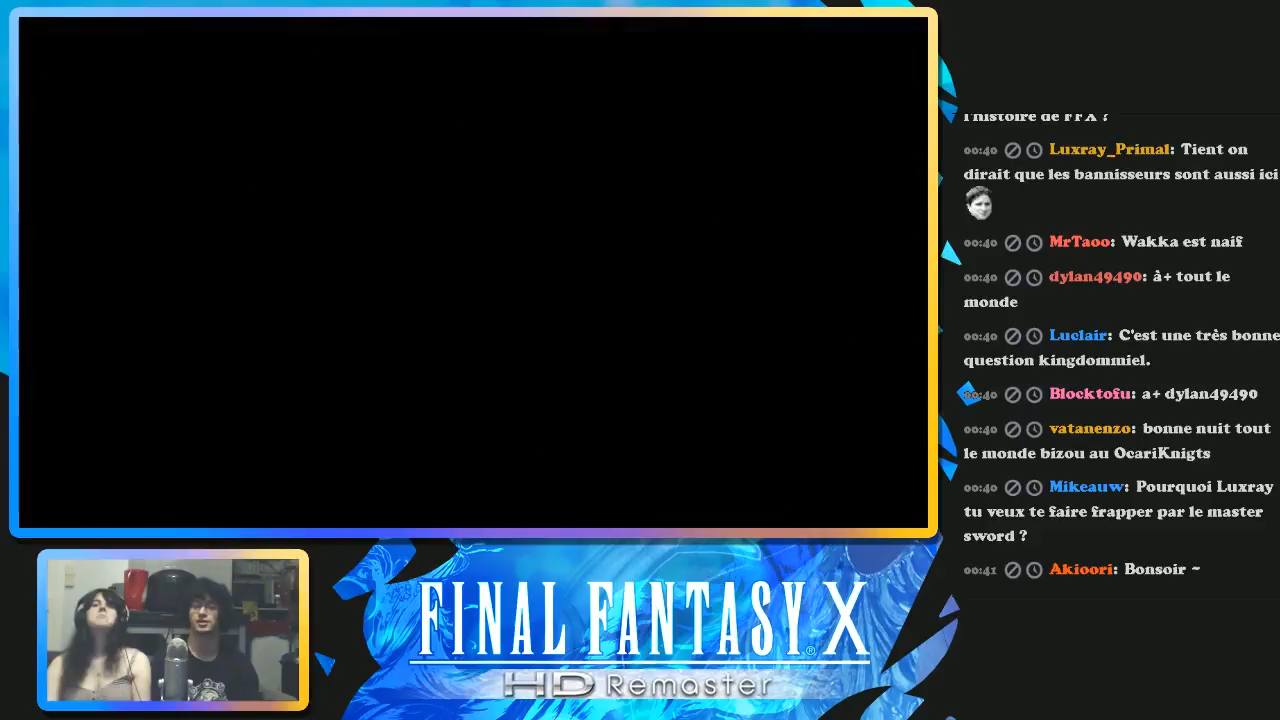 l'histoire de FFX ?
00:40 Luxray_Primal: Tient on
dirait que les bannisseurs sont aussi ici
00:40 MrTaoo: Wakka est naif
00:40 dylan49490: à+ tout le
monde
00:40 Luclair: C'est une très bonne
question kingdommiel.
00:40 Blocktofu: a+ dylan49490
00:40 vatanenzo: bonne nuit tout
le monde bizou au OcariKnigts
00:40 Mikeauw: Pourquoi Luxray
tu veux te faire frapper par le master
sword ?
00:41 Akioori: Bonsoir ~
FINAL FANTASY X
HD Remaster